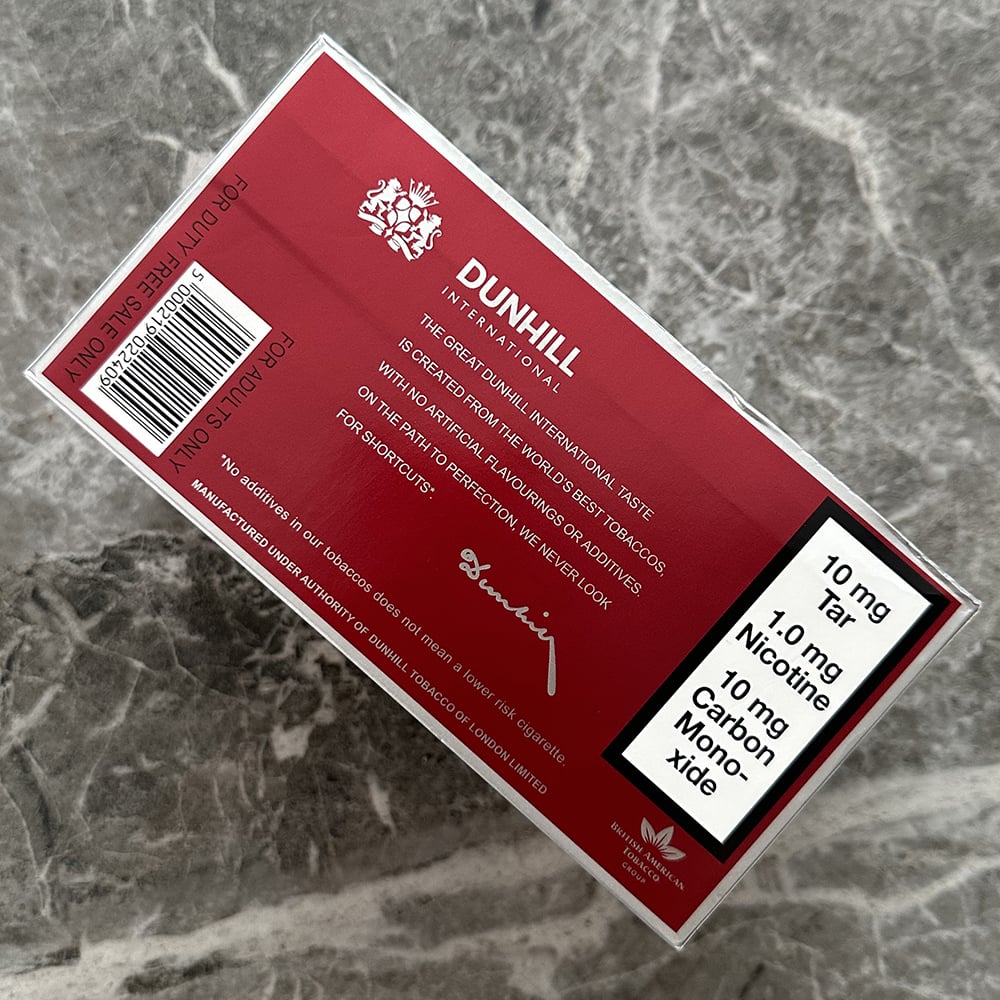 DUNHILL
INTERNATIONAL
THE GREAT DUNHILL INTERNATIONAL TASTE
IS CREATED FROM THE WORLD'S BEST TOBACCOS,
WITH NO ARTIFICIAL FLAVOURINGS OR ADDITIVES.
ON THE PATH TO PERFECTION, WE NEVER LOOK
FOR SHORTCUTS*
Dunhill
*No additives in our tobaccos does not mean a lower risk cigarette.
MANUFACTURED UNDER AUTHORITY OF DUNHILL TOBACCO OF LONDON LIMITED
FOR DUTY FREE SALE ONLY
5 000219 022409
FOR ADULTS ONLY
10 mg
Tar
1.0 mg
Nicotine
10 mg
Carbon
Mono-
xide
BRITISH AMERICAN
TOBACCO
GROUP